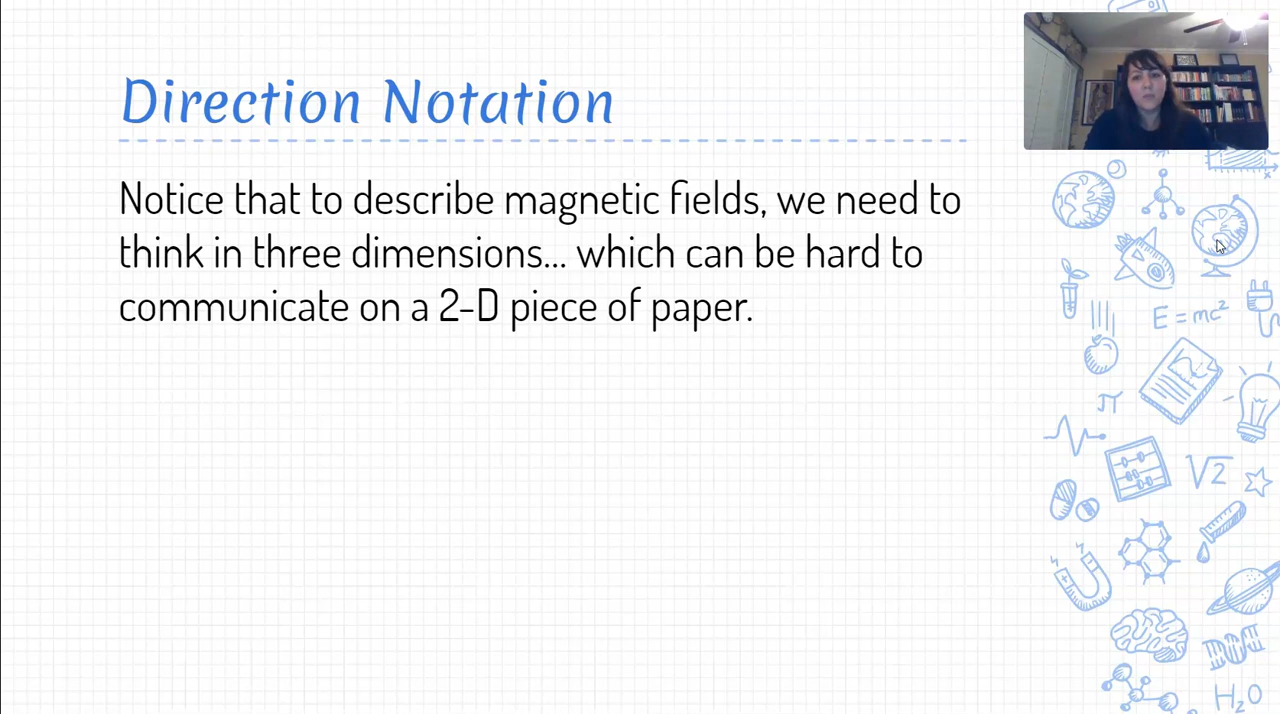 Direction Notation
Notice that to describe magnetic fields, we need to
think in three dimensions... which can be hard to
communicate on a 2-D piece of paper.
E = mc²
π
√2
H₂O